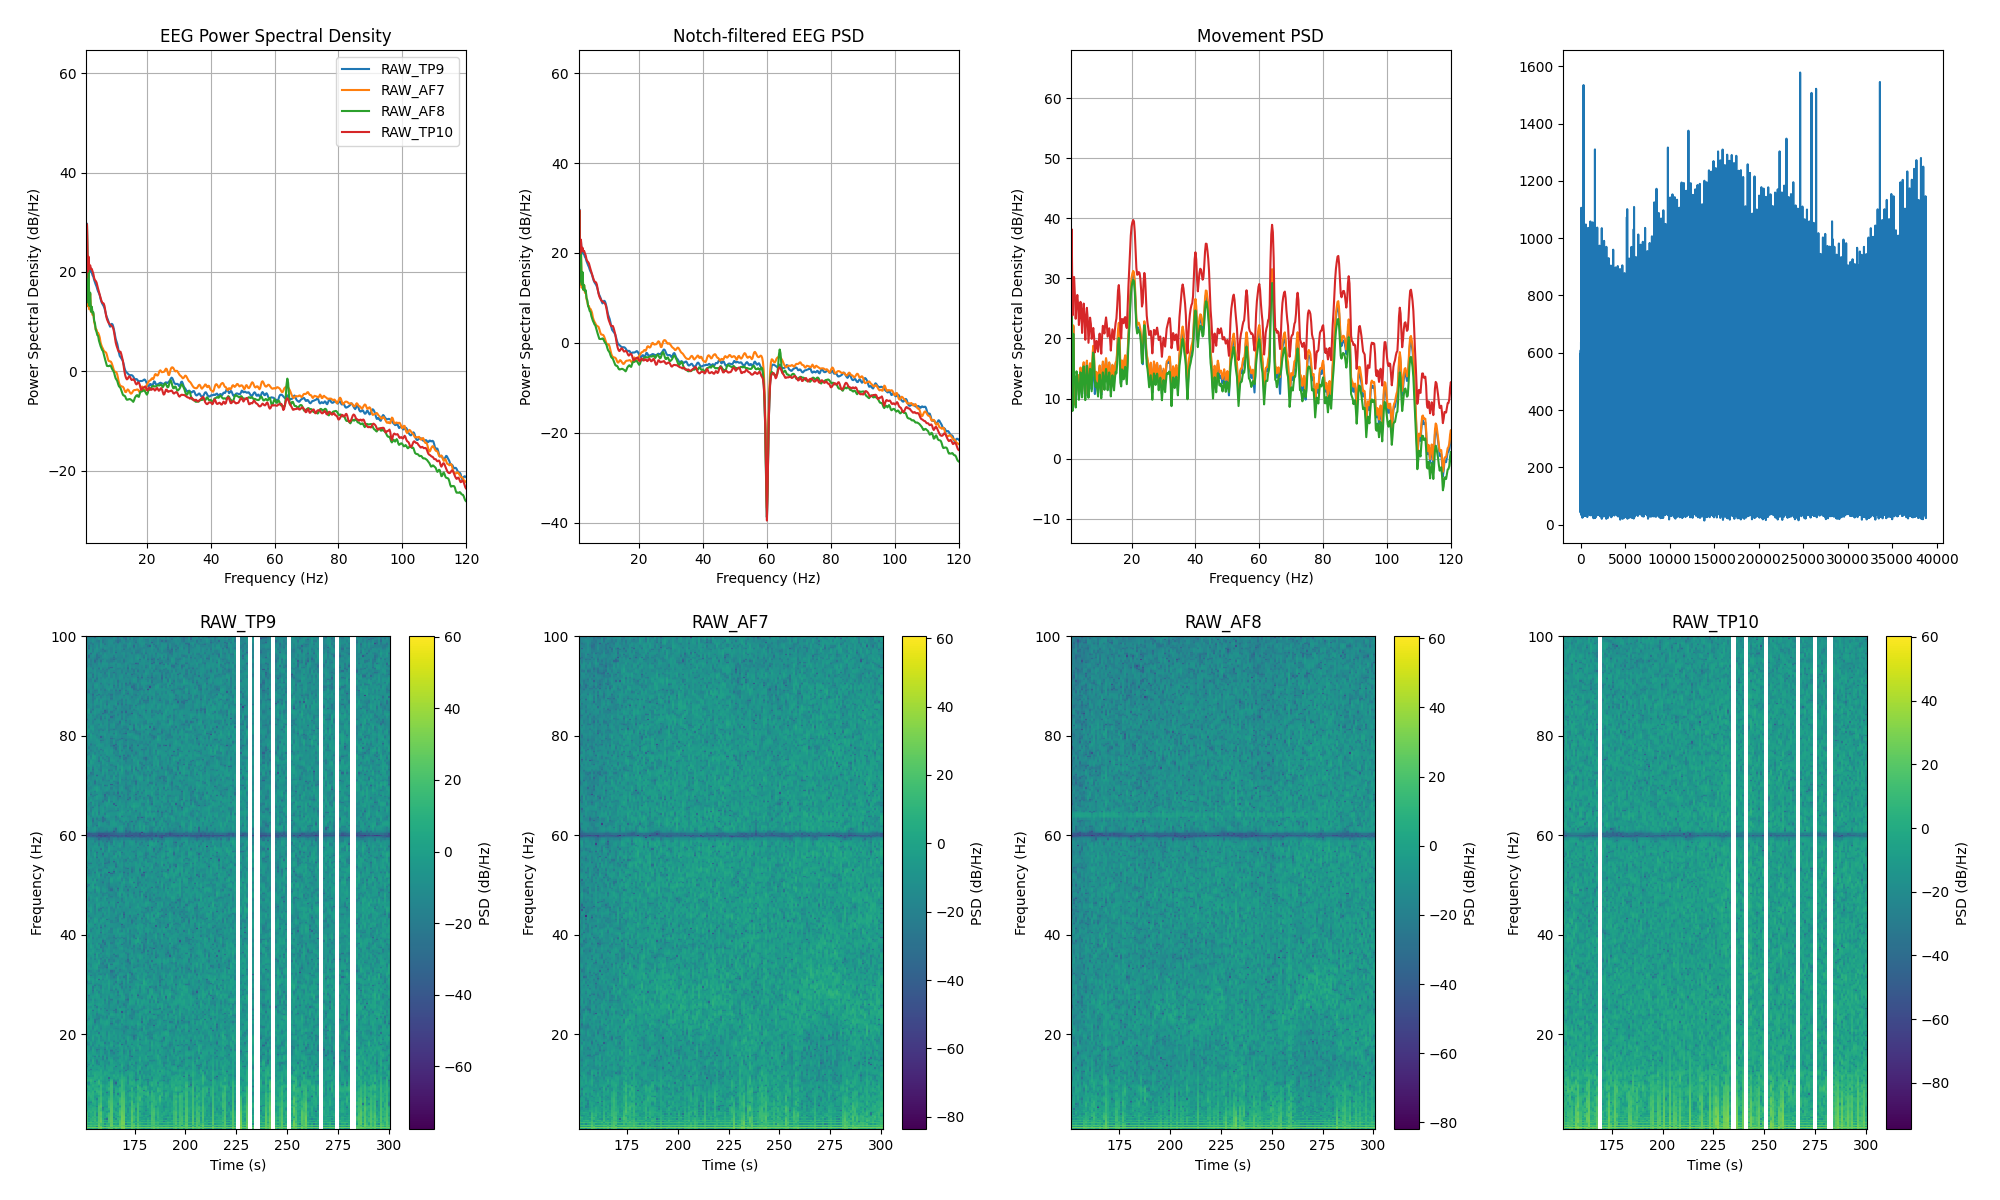 EEG Power Spectral Density
60
40
20
0
−20
Power Spectral Density (dB/Hz)
RAW_TP9
RAW_AF7
RAW_AF8
RAW_TP10
20 40 60 80 100 120
Frequency (Hz)
Notch-filtered EEG PSD
60
40
20
0
−20
−40
Power Spectral Density (dB/Hz)
20 40 60 80 100 120
Frequency (Hz)
Movement PSD
60
50
40
30
20
10
0
−10
Power Spectral Density (dB/Hz)
20 40 60 80 100 120
Frequency (Hz)
1600
1400
1200
1000
800
600
400
200
0
0 5000 10000 15000 20000 25000 30000 35000 40000
RAW_TP9
100
80
60
40
20
Frequency (Hz)
175 200 225 250 275 300
Time (s)
60
40
20
0
−20
−40
−60
PSD (dB/Hz)
RAW_AF7
100
80
60
40
20
Frequency (Hz)
175 200 225 250 275 300
Time (s)
60
40
20
0
−20
−40
−60
−80
PSD (dB/Hz)
RAW_AF8
100
80
60
40
20
Frequency (Hz)
175 200 225 250 275 300
Time (s)
60
40
20
0
−20
−40
−60
−80
PSD (dB/Hz)
RAW_TP10
100
80
60
40
20
Frequency (Hz)
175 200 225 250 275 300
Time (s)
60
40
20
0
−20
−40
−60
−80
PSD (dB/Hz)